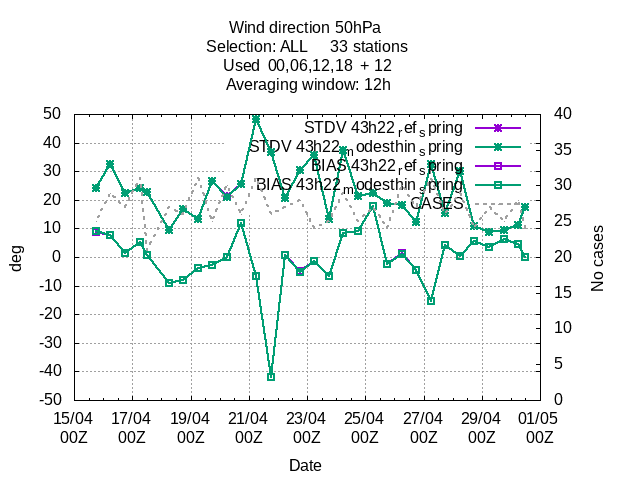 Wind direction 50hPa
Selection: ALL 33 stations
Used 00,06,12,18 + 12
Averaging window: 12h
50 40 30 20 10 0 -10 -20 -30 -40 -50
deg
40 35 30 25 20 15 10 5 0
No cases
STDV 43h22_ref_spring
STDV 43h22_modesthin_spring
BIAS 43h22_ref_spring
BIAS 43h22_modesthin_spring
CASES
15/04 17/04 19/04 21/04 23/04 25/04 27/04 29/04 01/05
00Z 00Z 00Z 00Z 00Z 00Z 00Z 00Z 00Z
Date